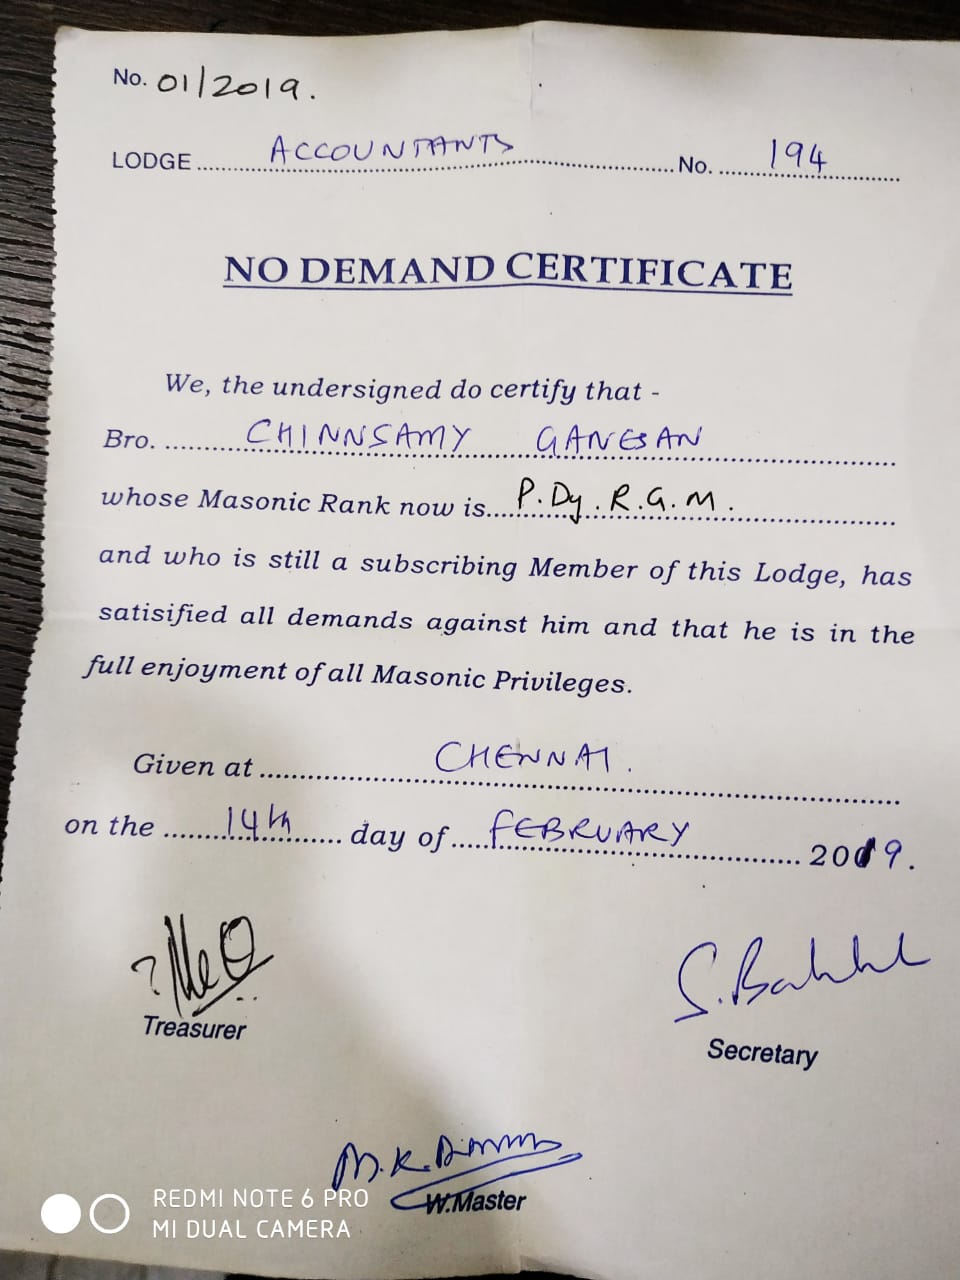 No. 01/2019.
LODGE ACCOUNTANTS No. 194
NO DEMAND CERTIFICATE
We, the undersigned do certify that -
Bro. CHINNSAMY GANESAN
whose Masonic Rank now is P.Dy.R.G.M.
and who is still a subscribing Member of this Lodge, has
satisified all demands against him and that he is in the
full enjoyment of all Masonic Privileges.
Given at CHENNAI.
on the 14th day of FEBRUARY 2019.
Treasurer
Secretary
W.Master
REDMI NOTE 6 PRO
MI DUAL CAMERA